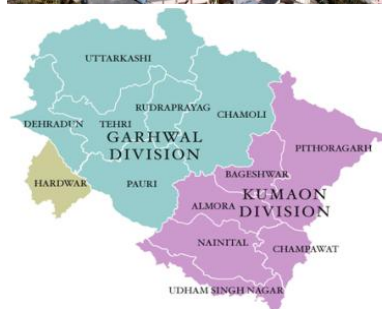 UTTARKASHI
RUDRAPRAYAG
CHAMOLI
DEHRADUN
TEHRI
GARHWAL
DIVISION
PITHORAGARH
HARDWAR
PAURI
BAGESHWAR
KUMAON
DIVISION
ALMORA
NAINITAL
CHAMPAWAT
UDHAM SINGH NAGAR